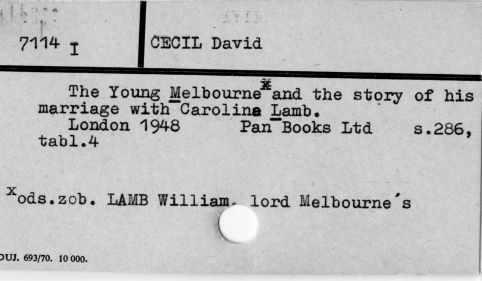 7114 I
CECIL David
The Young Melbourne x and the story of his
marriage with Caroline Lamb.
London 1948 Pan Books Ltd s.286,
tabl.4
x ods.zob. LAMB William, lord Melbourne's
DUJ. 693/70. 10 000.